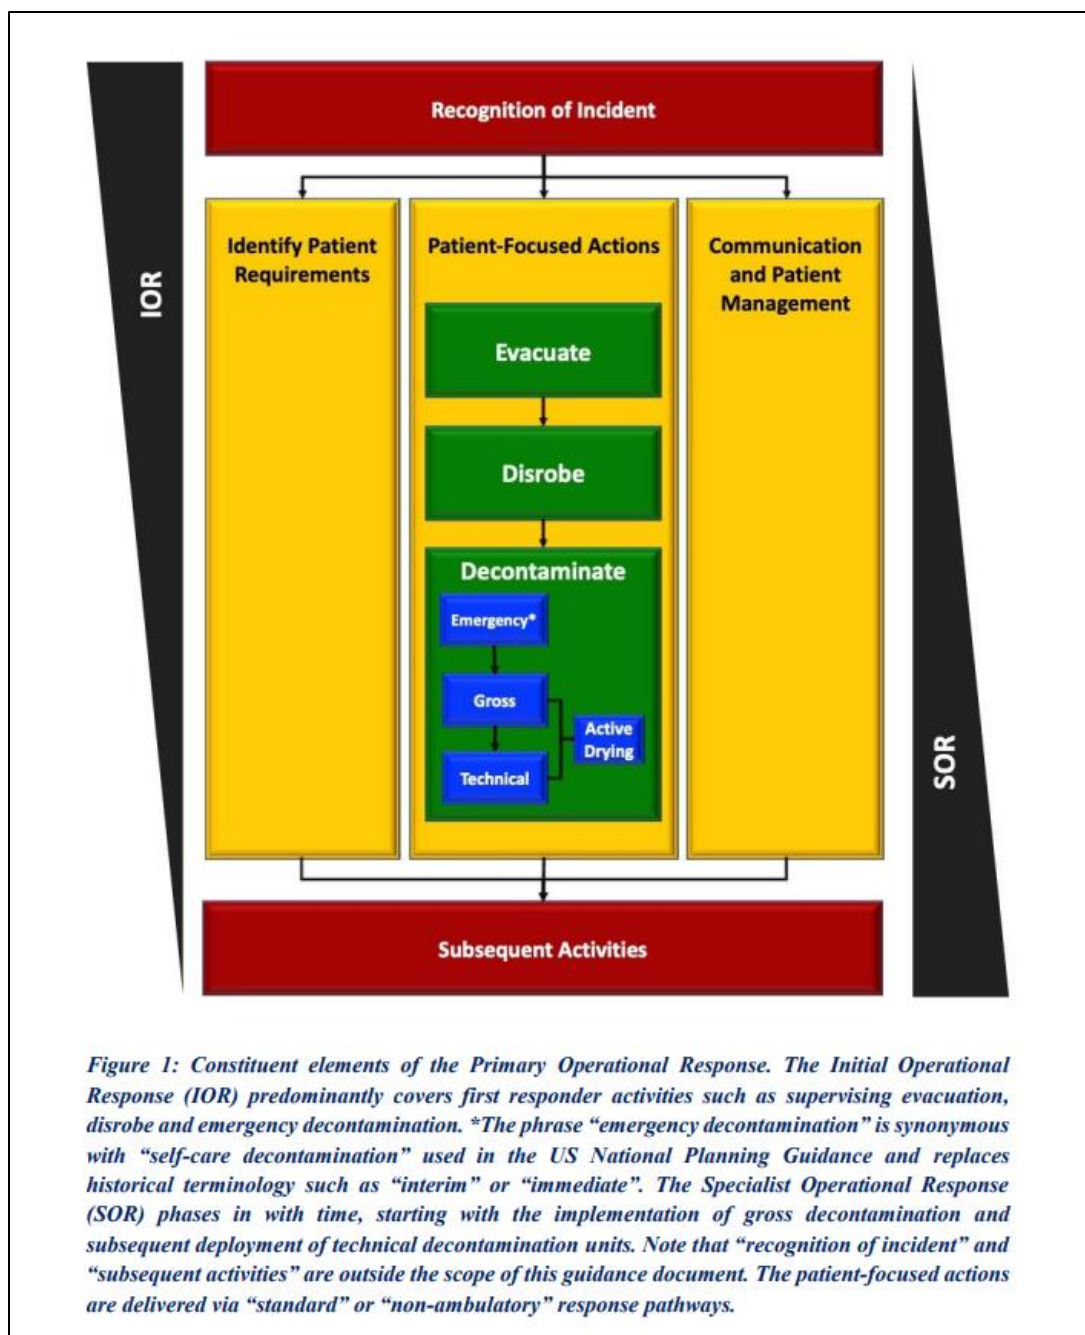 Recognition of Incident
IOR
Identify Patient
Requirements
Patient-Focused Actions
Evacuate
Disrobe
Decontaminate
Emergency*
Gross
Technical
Active
Drying
Communication
and Patient
Management
SOR
Subsequent Activities
Figure 1: Constituent elements of the Primary Operational Response. The Initial Operational
Response (IOR) predominantly covers first responder activities such as supervising evacuation,
disrobe and emergency decontamination. *The phrase “emergency decontamination” is synonymous
with “self-care decontamination” used in the US National Planning Guidance and replaces
historical terminology such as “interim” or “immediate”. The Specialist Operational Response
(SOR) phases in with time, starting with the implementation of gross decontamination and
subsequent deployment of technical decontamination units. Note that “recognition of incident” and
“subsequent activities” are outside the scope of this guidance document. The patient-focused actions
are delivered via “standard” or “non-ambulatory” response pathways.